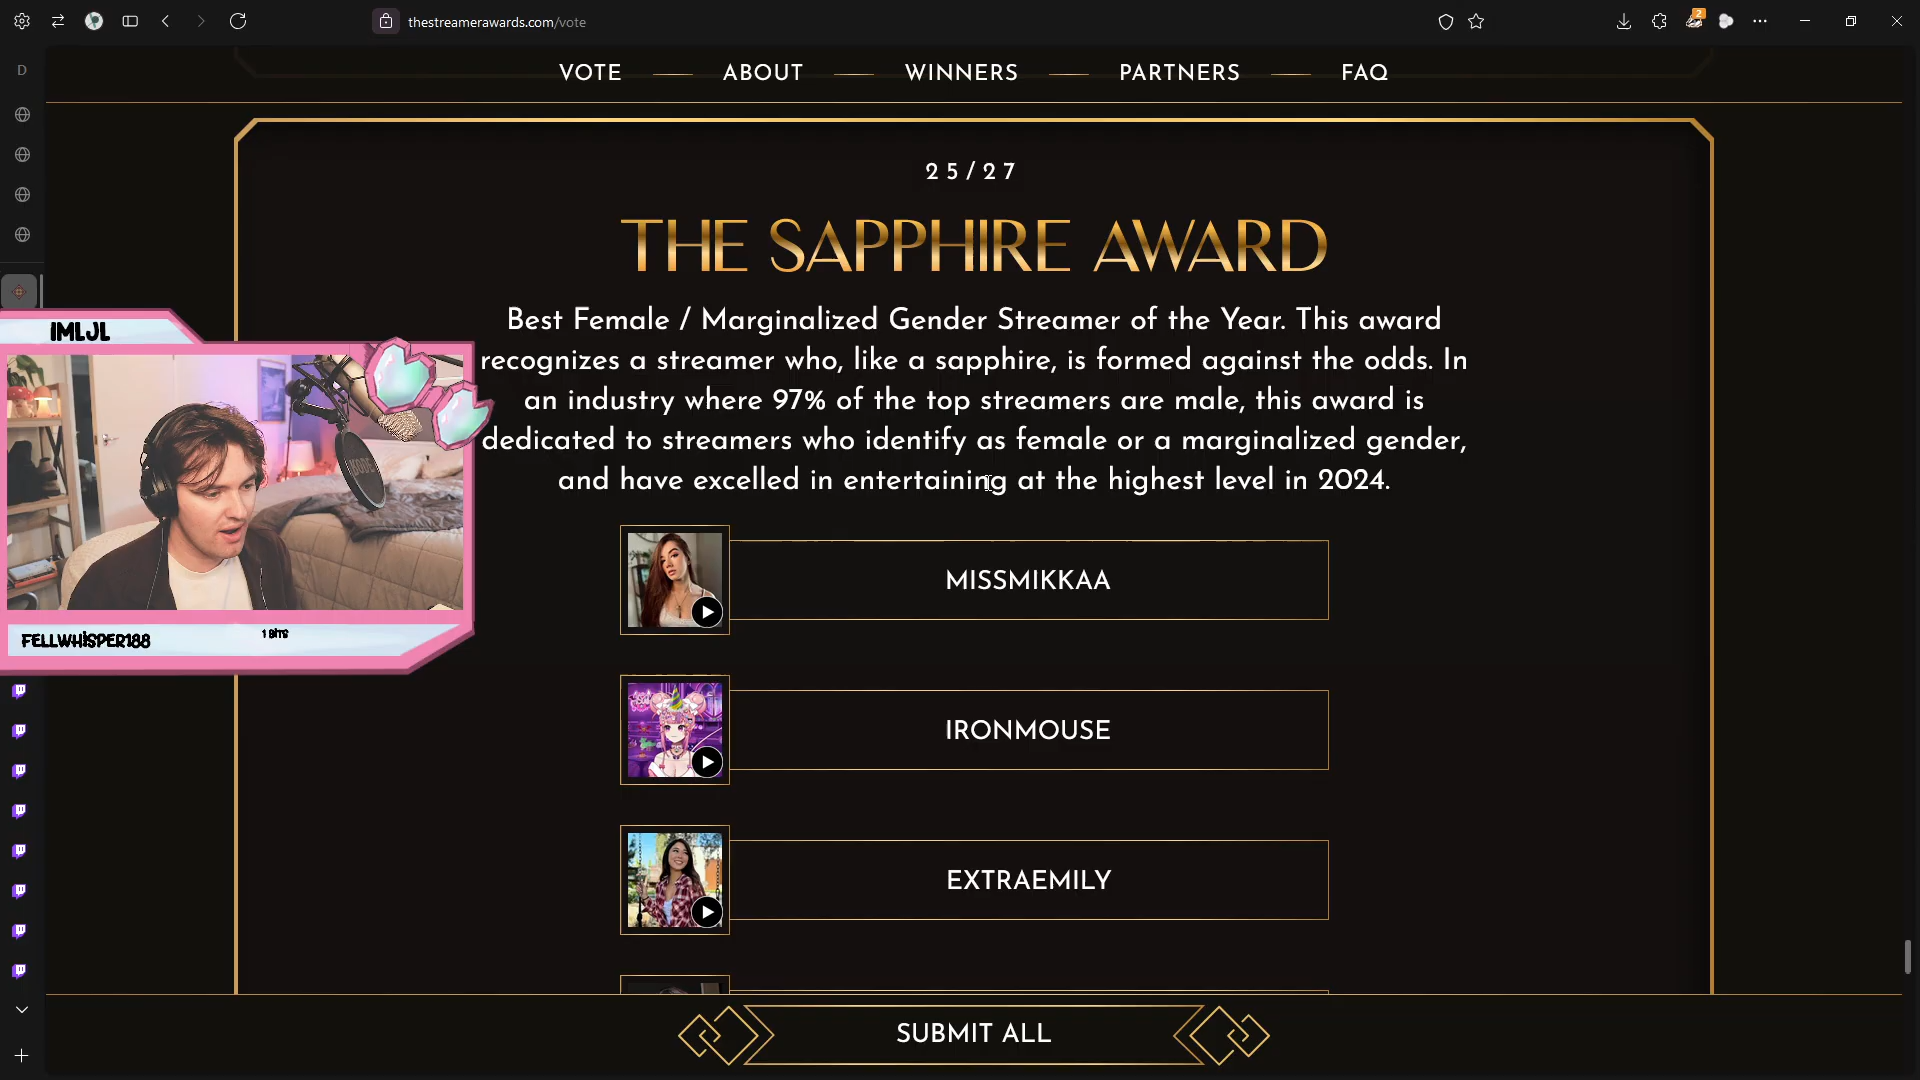 thestreamerawards.com/vote
2
D
VOTE
ABOUT
WINNERS
PARTNERS
FAQ
25/27
THE SAPPHIRE AWARD
Best Female / Marginalized Gender Streamer of the Year. This award
recognizes a streamer who, like a sapphire, is formed against the odds. In
an industry where 97% of the top streamers are male, this award is
dedicated to streamers who identify as female or a marginalized gender,
and have excelled in entertaining at the highest level in 2024.
IMLJL
RODE
FELLWHISPER188
1 BITS
MISSMIKKAA
IRONMOUSE
EXTRAEMILY
SUBMIT ALL